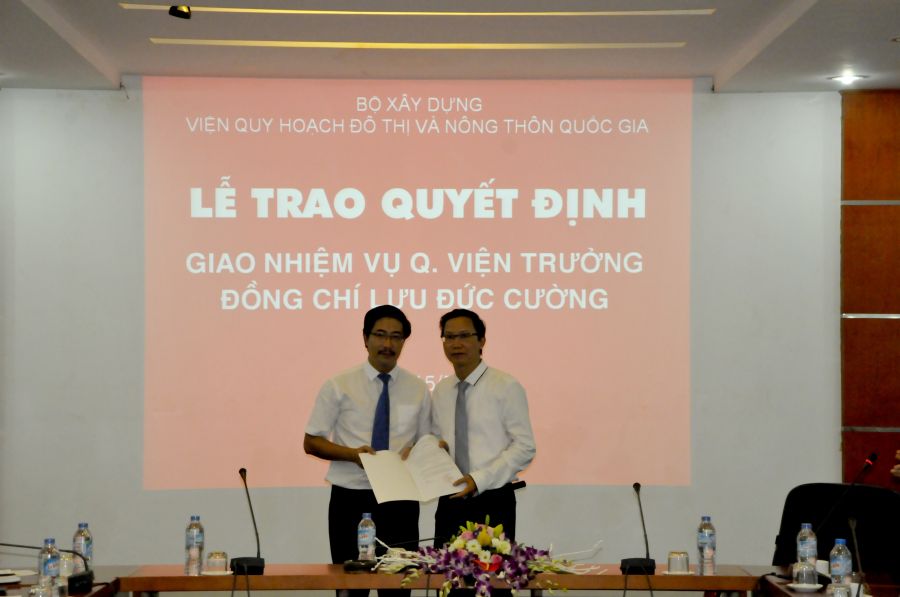 BỘ XÂY DỰNG
VIỆN QUY HOẠCH ĐÔ THỊ VÀ NÔNG THÔN QUỐC GIA
LỄ TRAO QUYẾT ĐỊNH
GIAO NHIỆM VỤ Q. VIỆN TRƯỞNG
ĐỒNG CHÍ LƯU ĐỨC CƯỜNG